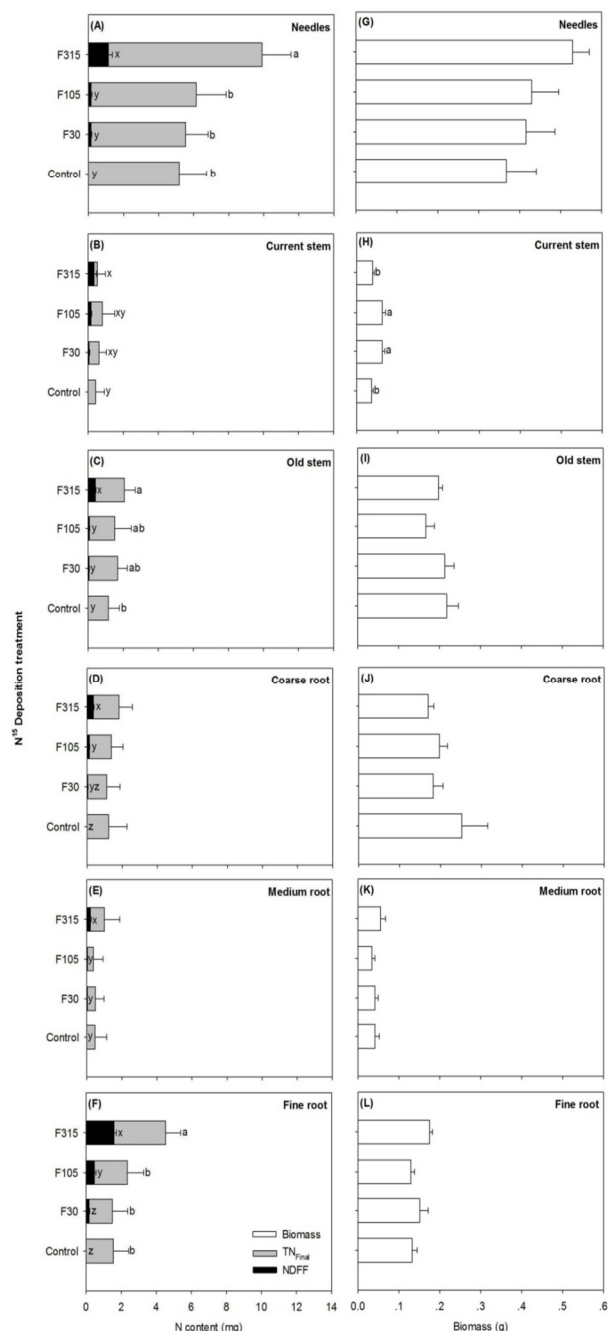 (A) Needles
F315 x a
F105 y b
F30 y b
Control y b
(G) Needles
(B) Current stem
F315 x
F105 xy
F30 xy
Control y
(H) Current stem
b
a
a
b
(C) Old stem
F315 x a
F105 y ab
F30 y ab
Control y b
(I) Old stem
N15 Deposition treatment
(D) Coarse root
F315 x
F105 y
F30 yz
Control z
(J) Coarse root
(E) Medium root
F315 x
F105 y
F30 y
Control y
(K) Medium root
(F) Fine root
F315 x a
F105 y b
F30 z b
Control z b
Biomass
TNFinal
NDFF
0 2 4 6 8 10 12 14
N content (mg)
(L) Fine root
0.0 .1 .2 .3 .4 .5 .6
Biomass (g)